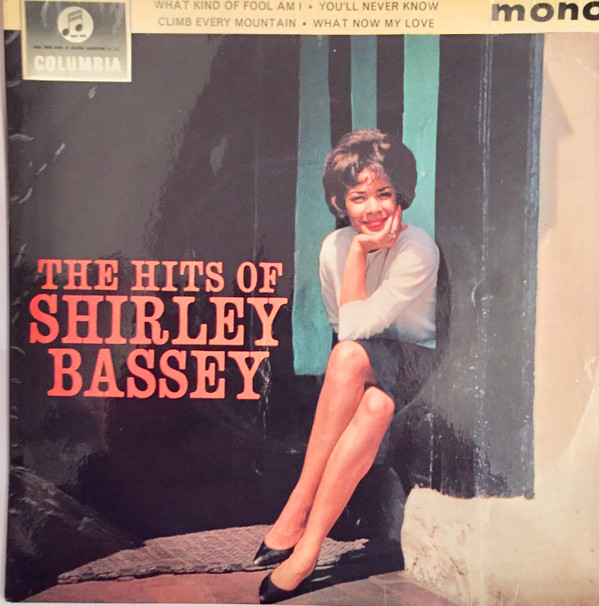 WHAT KIND OF FOOL AM I • YOU'LL NEVER KNOW
CLIMB EVERY MOUNTAIN • WHAT NOW MY LOVE
mono
COLUMBIA
THE HITS OF
SHIRLEY
BASSEY